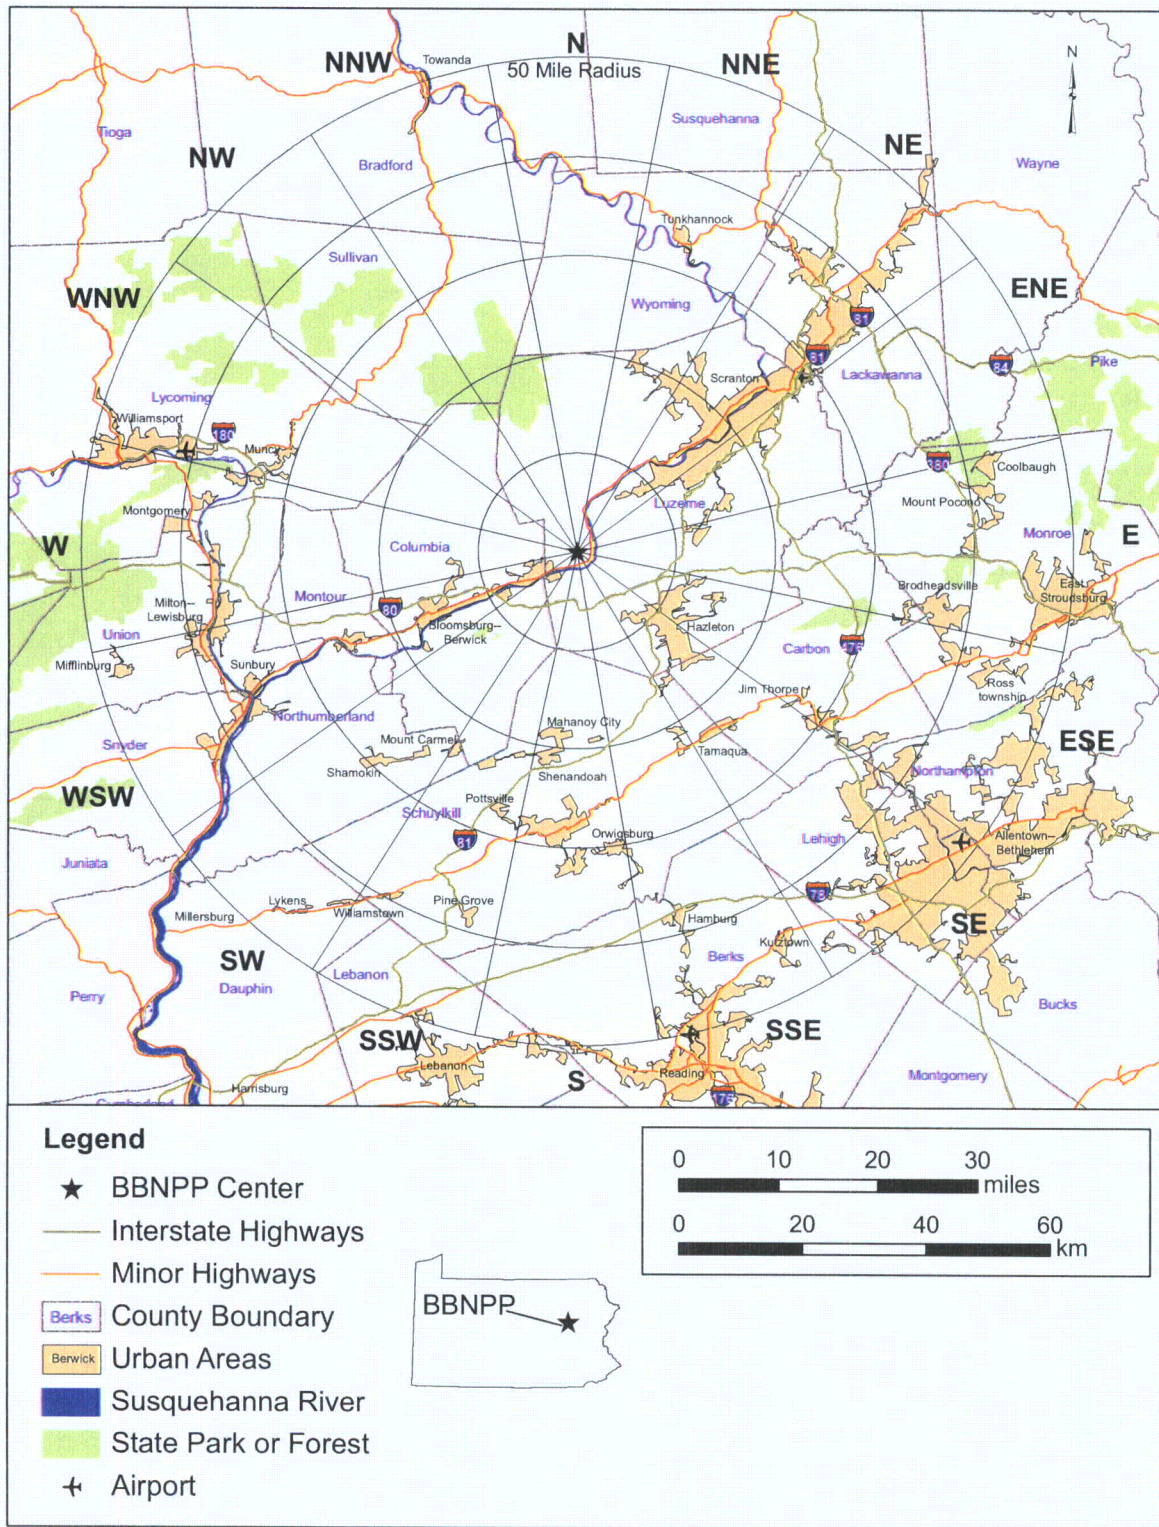 N
NNW
Towanda
50 Mile Radius
NNE
N
Susquehanna
Tioga
NW
Bradford
NE
Wayne
Tunkhannock
Sullivan
WNW
Wyoming
ENE
81
81
84
Pike
Scranton
Lackawanna
Lycoming
Williamsport
180
Muncy
380
Coolbaugh
Mount Pocono
Luzerne
Montgomery
Monroe
W
Columbia
E
East
Stroudsburg
Brodheadsville
Montour
80
Milton--
Lewisburg
Bloomsburg--
Berwick
Hazleton
Union
Carbon
476
Mifflinburg
Sunbury
Ross
township
Jim Thorpe
Northumberland
Mahanoy City
Snyder
Mount Carmel
Tamaqua
ESE
Shamokin
Shenandoah
Northampton
WSW
Pottsville
Schuylkill
Orwigsburg
81
Lehigh
Allentown--
Bethlehem
Juniata
78
Lykens
Williamstown
Pine Grove
Millersburg
Hamburg
SE
Kutztown
SW
Berks
Lebanon
Dauphin
Perry
Bucks
SSW
SSE
Lebanon
S
Reading
Montgomery
Harrisburg
176
Cumberland
Legend
BBNPP Center
Interstate Highways
Minor Highways
Berks County Boundary
Berwick Urban Areas
Susquehanna River
State Park or Forest
Airport
BBNPP
0 10 20 30
miles
0 20 40 60
km